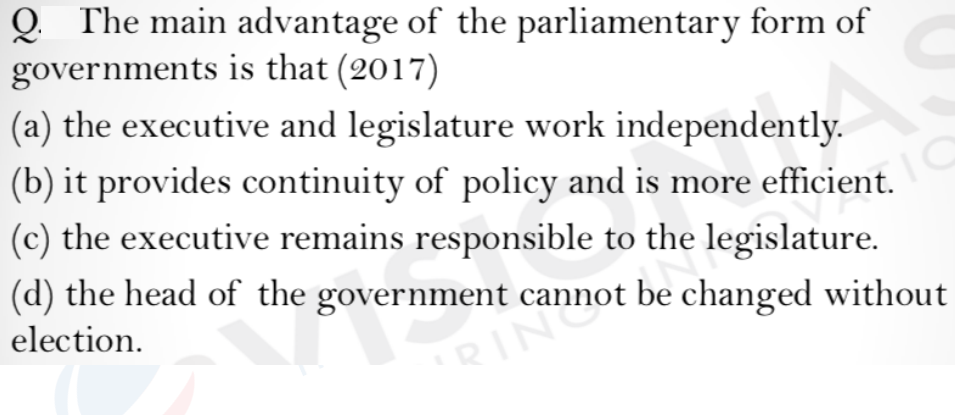 Q. The main advantage of the parliamentary form of
governments is that (2017)
(a) the executive and legislature work independently.
(b) it provides continuity of policy and is more efficient.
(c) the executive remains responsible to the legislature.
(d) the head of the government cannot be changed without
election.
VISIONIAS